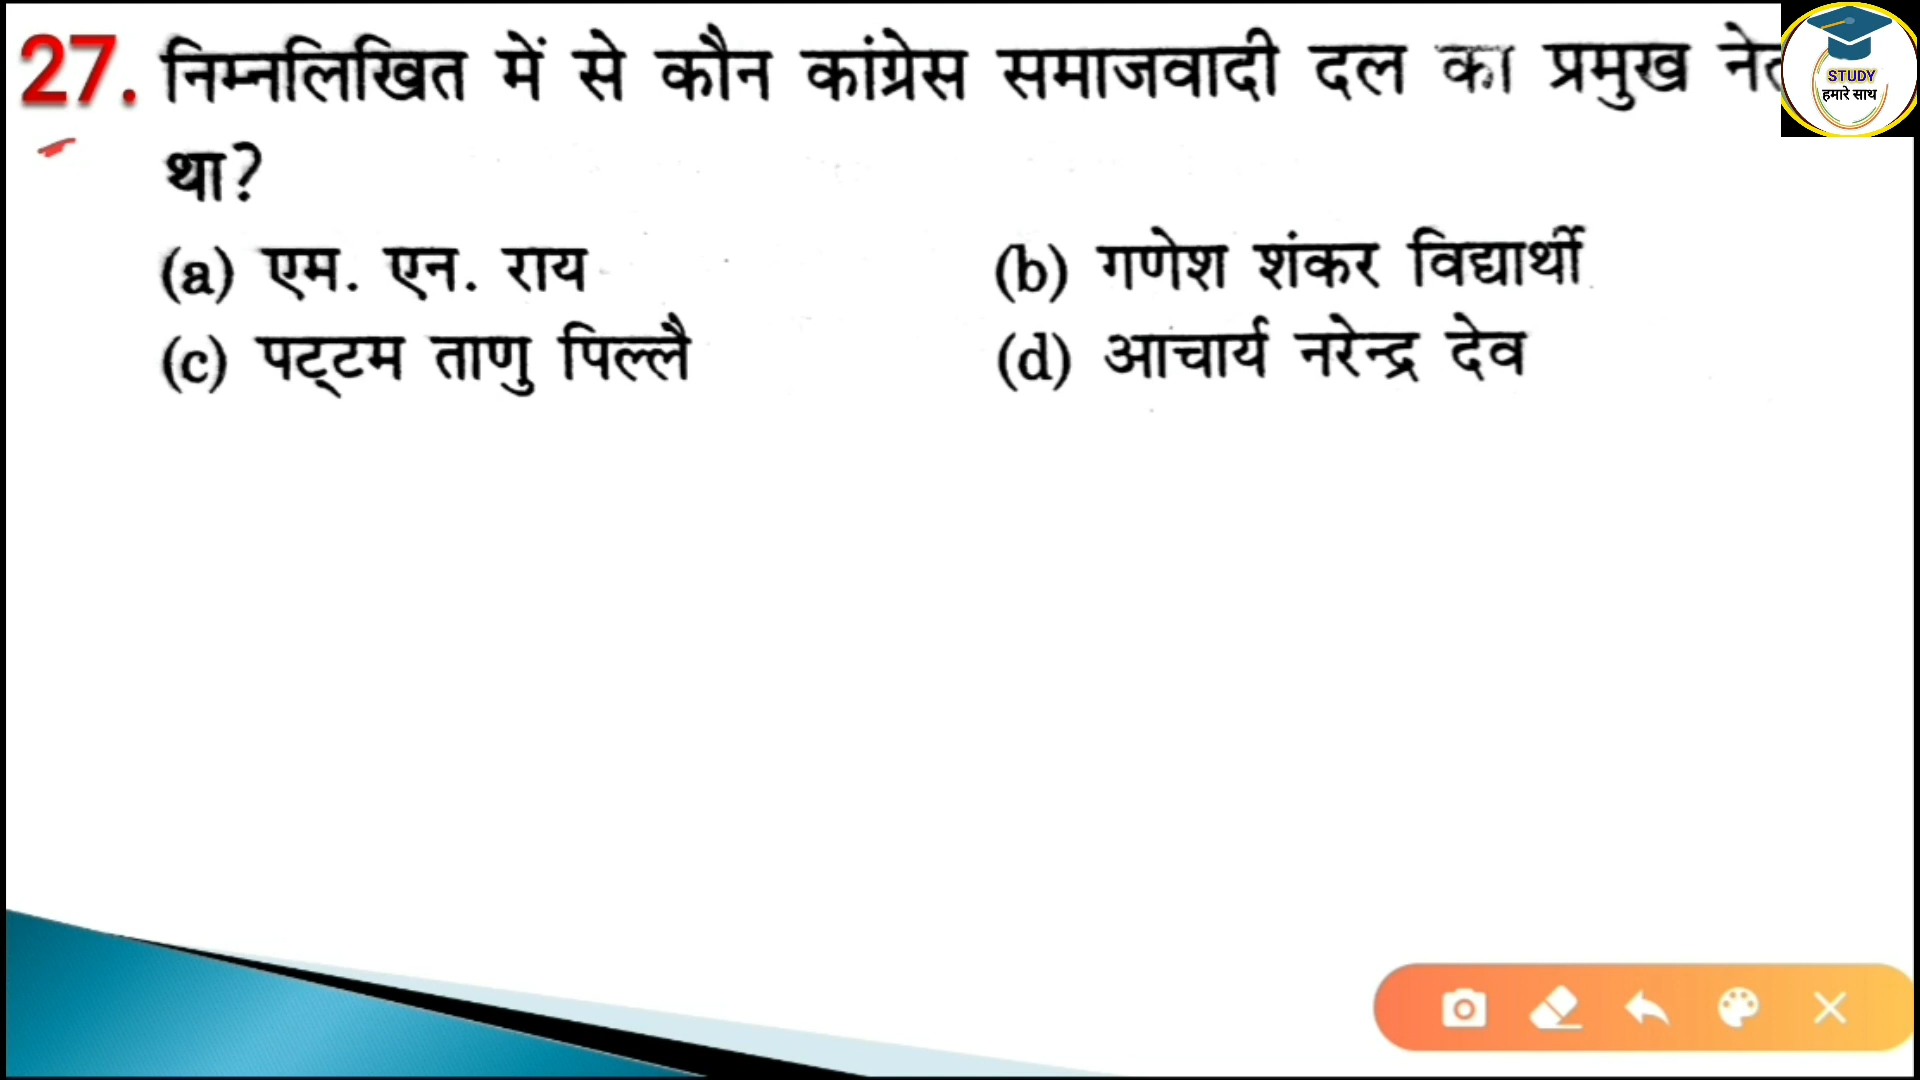 27. निम्नलिखित में से कौन कांग्रेस समाजवादी दल का प्रमुख
था?
(a) एम. एन. राय (b) गणेश शंकर विद्यार्थी
(c) पट्टम ताणु पिल्लै (d) आचार्य नरेन्द्र देव
STUDY
हमारे साथ